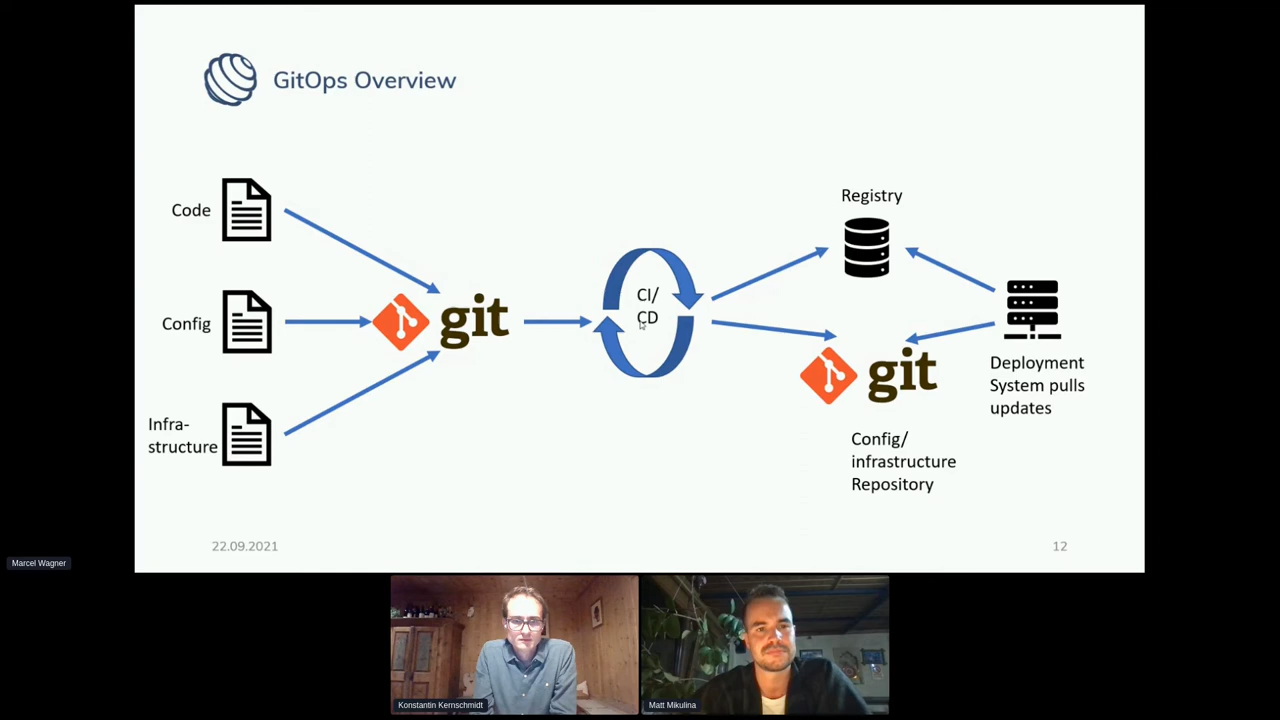 GitOps Overview
Code
Config
Infra-
structure
git
CI/
CD
Registry
git
Config/
infrastructure
Repository
Deployment
System pulls
updates
22.09.2021
12
Marcel Wagner
Konstantin Kernschmidt
Matt Mikulina